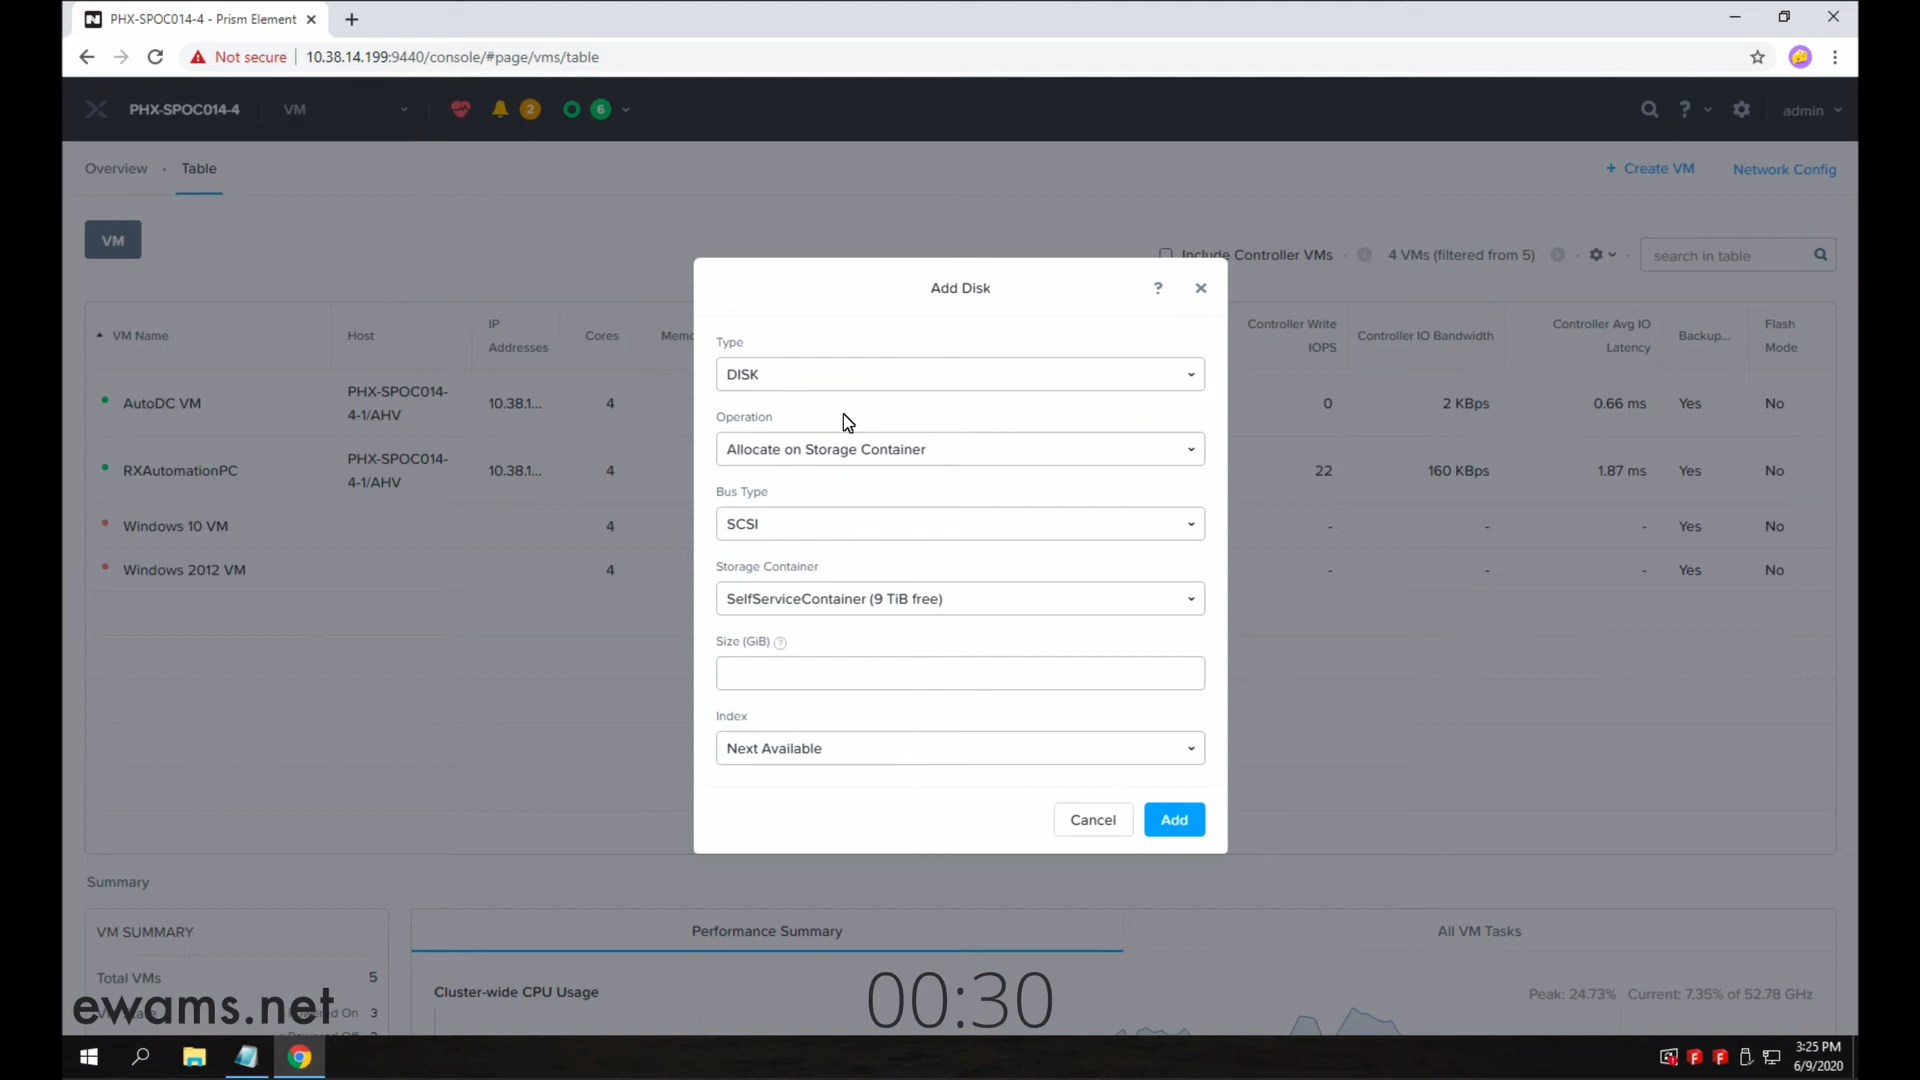 PHX-SPOC014-4 - Prism Element
Not secure
10.38.14.199:9440/console/#page/vms/table
PHX-SPOC014-4
VM
2
6
?
admin
Overview
Table
+ Create VM
Network Config
VM
Include Controller VMs
4 VMs (filtered from 5)
search in table
VM Name
Host
IP Addresses
Cores
Memo
Controller Write IOPS
Controller IO Bandwidth
Controller Avg IO Latency
Backup...
Flash Mode
AutoDC VM
PHX-SPOC014-4-1/AHV
10.38.1...
4
0
2 KBps
0.66 ms
Yes
No
RXAutomationPC
PHX-SPOC014-4-1/AHV
10.38.1...
4
22
160 KBps
1.87 ms
Yes
No
Windows 10 VM
4
-
-
-
Yes
No
Windows 2012 VM
4
-
-
-
Yes
No
Add Disk
?
Type
DISK
Operation
Allocate on Storage Container
Bus Type
SCSI
Storage Container
SelfServiceContainer (9 TiB free)
Size (GiB) ?
Index
Next Available
Cancel
Add
Summary
VM SUMMARY
Total VMs
5
On
3
Performance Summary
All VM Tasks
Cluster-wide CPU Usage
Peak: 24.73%
Current: 7.35% of 52.78 GHz
ewams.net
00:30
3:25 PM
6/9/2020